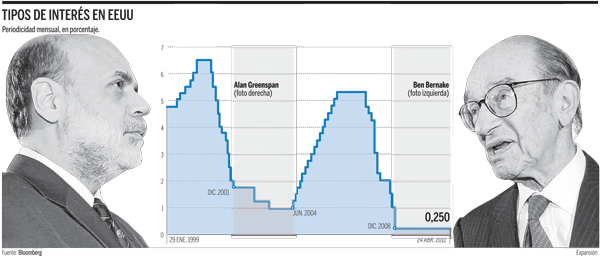 TIPOS DE INTERÉS EN EEUU
Periodicidad mensual, en porcentaje.
7
6
5
4
3
2
1
0
Alan Greenspan
(foto derecha)
Ben Bernake
(foto izquierda)
DIC. 2001
JUN. 2004
DIC. 2008
0,250
29 ENE. 1999
24 ABR. 2011
Fuente: Bloomberg
Expansión